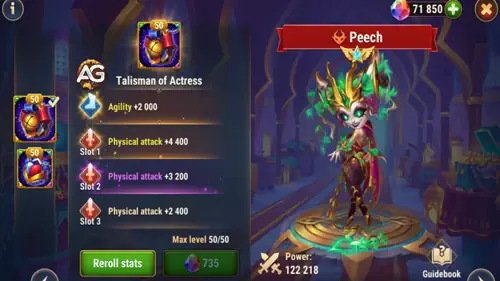 i
71 850
50
Peech
AG
Talisman of Actress
Agility +2 000
50
Physical attack +4 400
Slot 1
50
Physical attack +3 200
Slot 2
Physical attack +2 400
Slot 3
Max level 50/50
Reroll stats
735
Power:
122 218
?
Guidebook